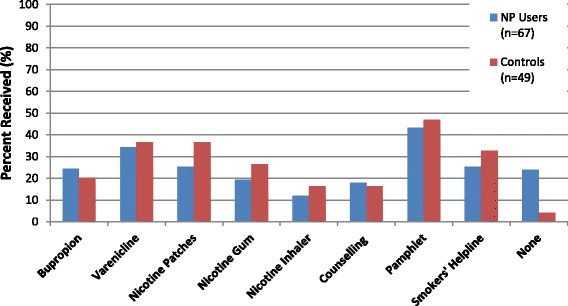 Percent Received (%)
100
90
80
70
60
50
40
30
20
10
0
NP Users
(n=67)
Controls
(n=49)
Bupropion
Varenicline
Nicotine Patches
Nicotine Gum
Nicotine Inhaler
Counselling
Pamphlet
Smokers' Helpline
None